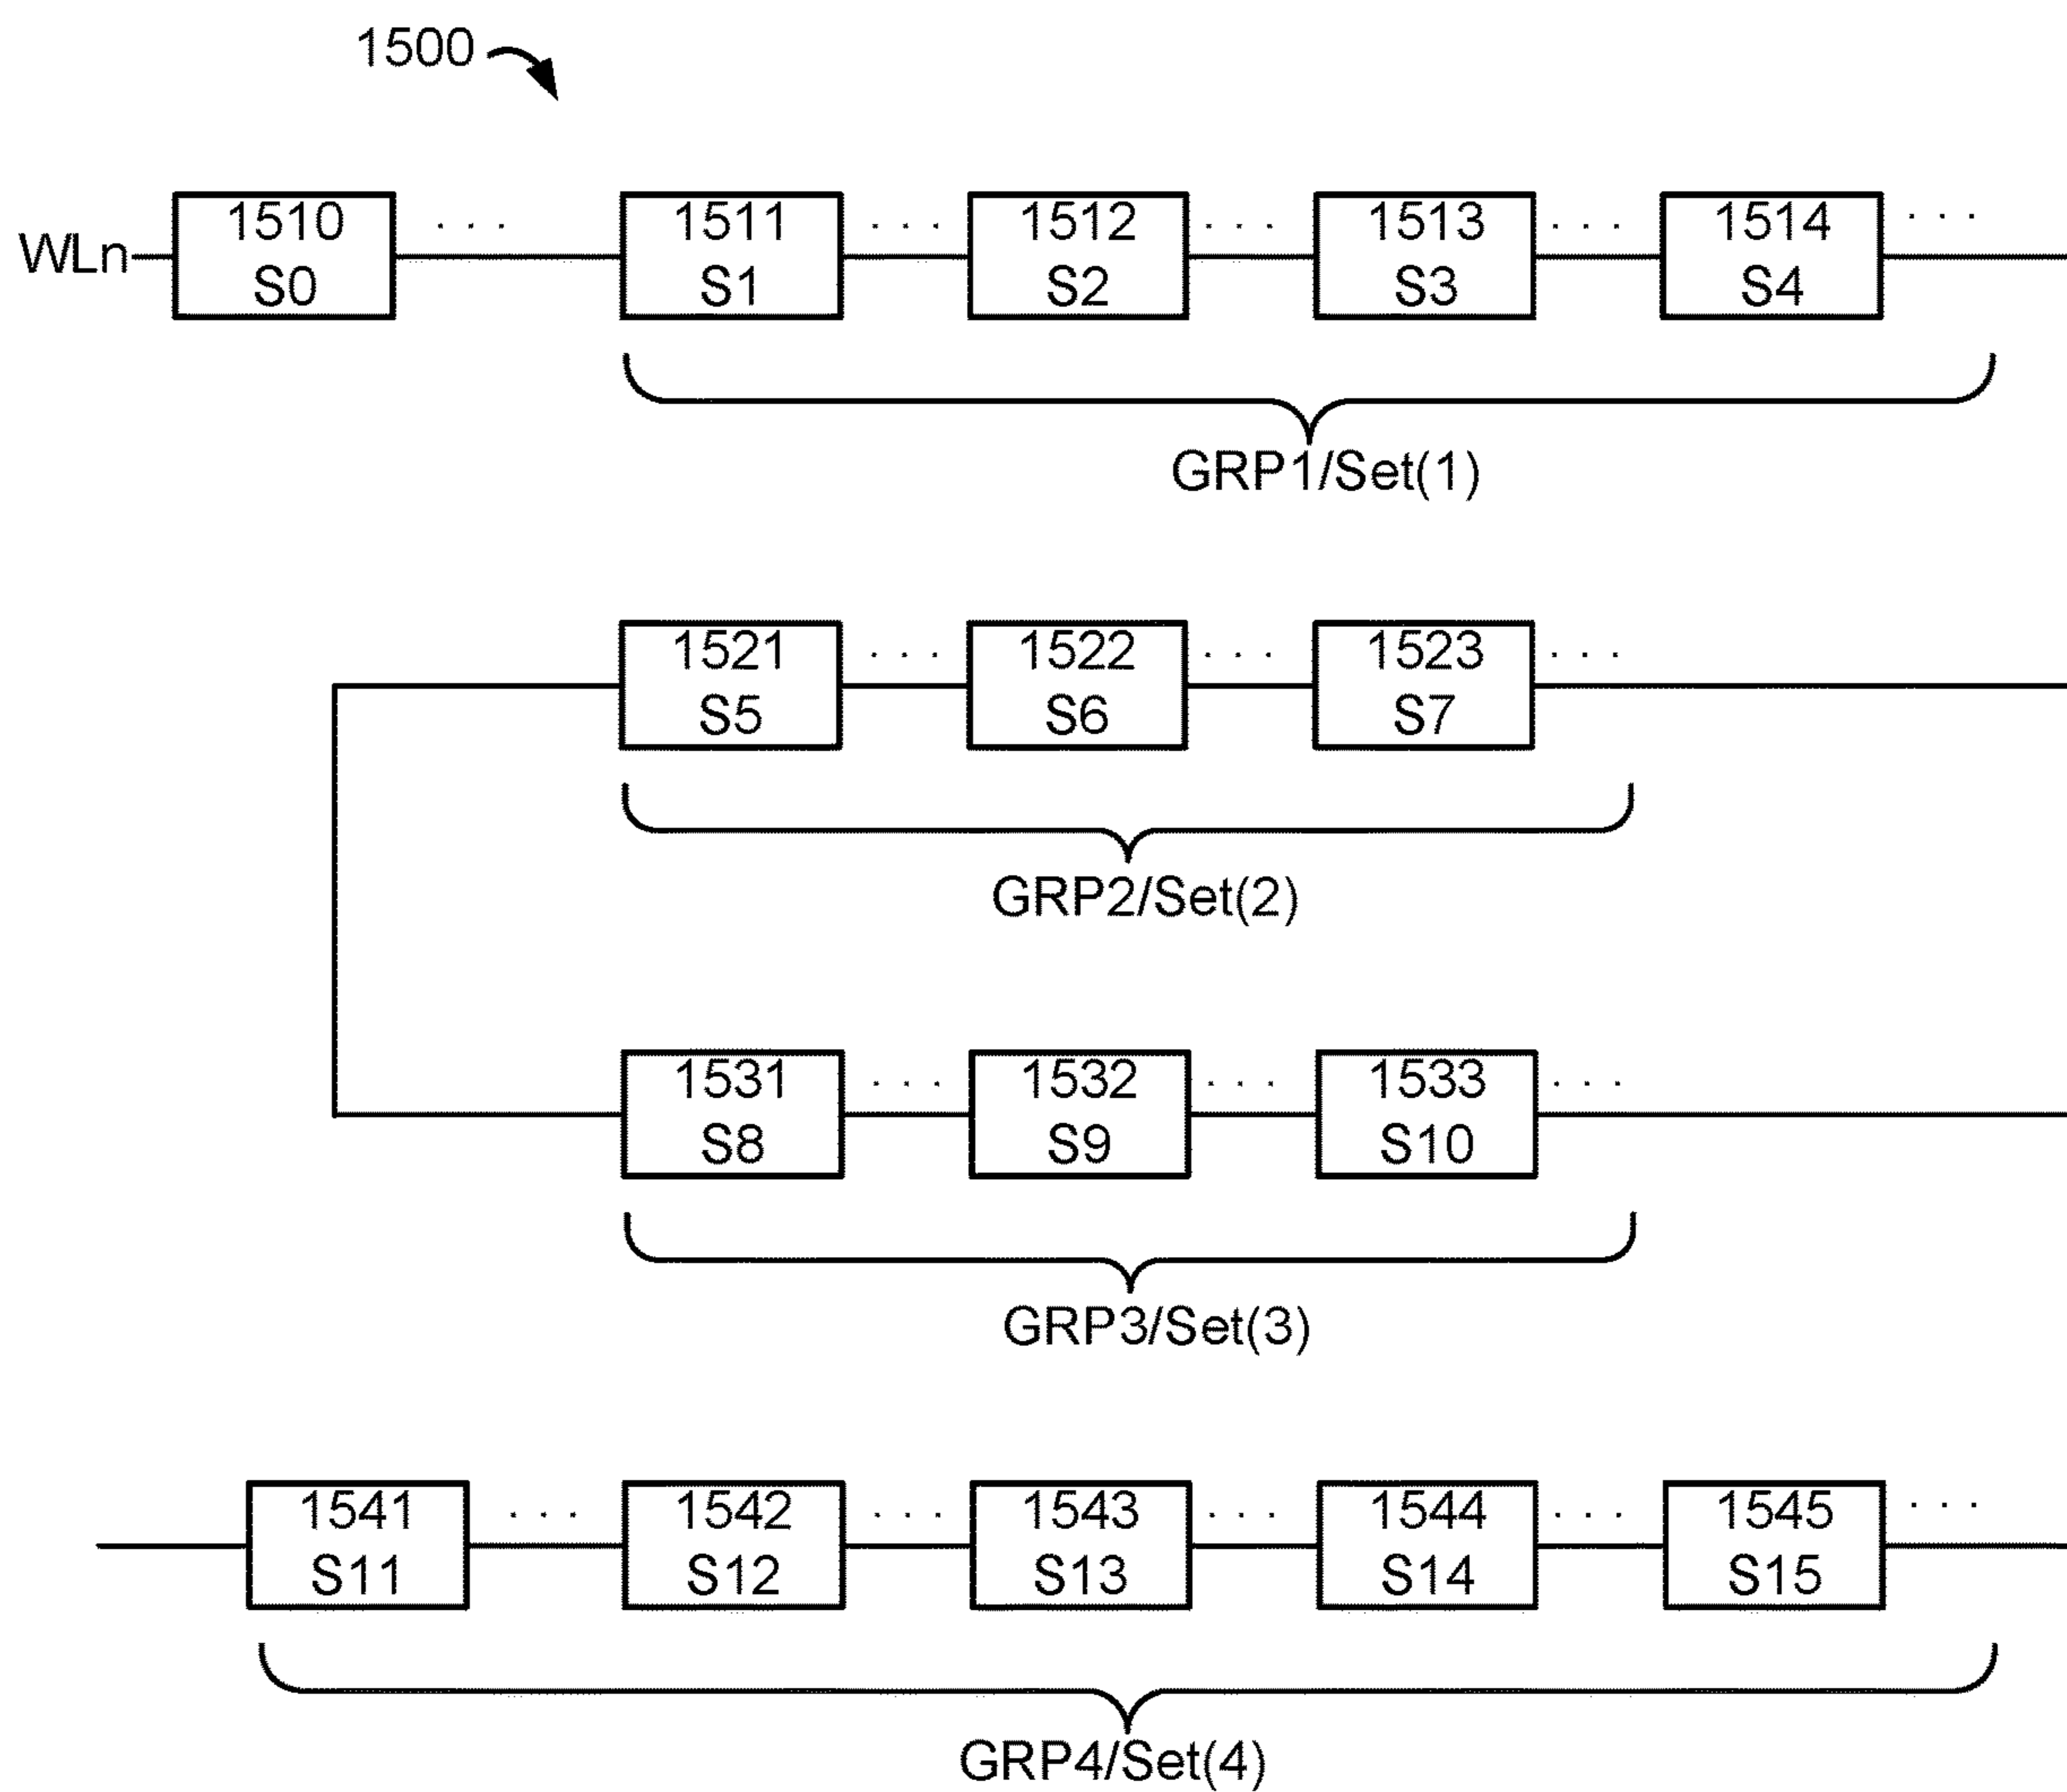 1500
WLn
1510 . . . 1511 . . . 1512 . . . 1513 . . . 1514 . . .
S0 S1 S2 S3 S4
GRP1/Set(1)
1521 . . . 1522 . . . 1523 . . .
S5 S6 S7
GRP2/Set(2)
1531 . . . 1532 . . . 1533 . . .
S8 S9 S10
GRP3/Set(3)
1541 . . . 1542 . . . 1543 . . . 1544 . . . 1545 . . .
S11 S12 S13 S14 S15
GRP4/Set(4)